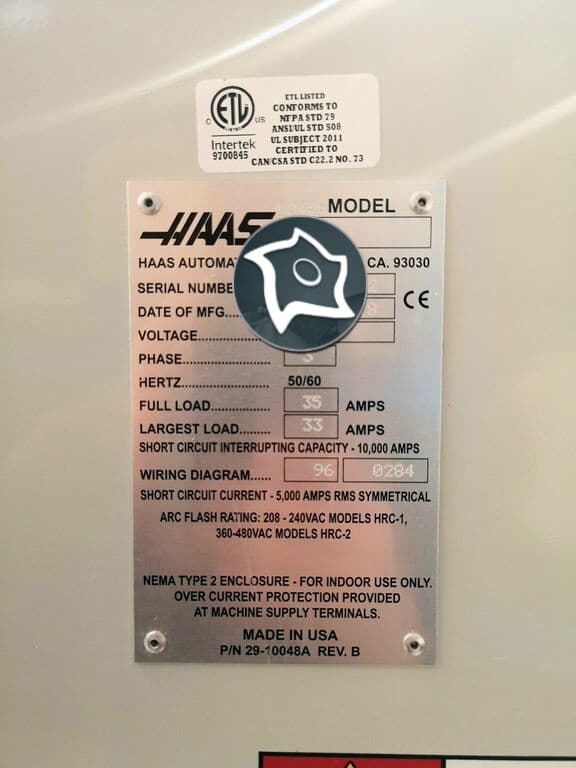 ETL LISTED
CONFORMS TO
NFPA STD 79
ANSI/UL STD 508
UL SUBJECT 2011
CERTIFIED TO
CAN/CSA STD C22.2 NO. 73
C ETL US
LISTED
Intertek
9700845
HAAS MODEL
HAAS AUTOMAT CA. 93030
SERIAL NUMBE 2
DATE OF MFG.... CE
VOLTAGE
PHASE 3
HERTZ 50/60
FULL LOAD 35 AMPS
LARGEST LOAD 33 AMPS
SHORT CIRCUIT INTERRUPTING CAPACITY - 10,000 AMPS
WIRING DIAGRAM 96 0284
SHORT CIRCUIT CURRENT - 5,000 AMPS RMS SYMMETRICAL
ARC FLASH RATING: 208 - 240VAC MODELS HRC-1,
360-480VAC MODELS HRC-2
NEMA TYPE 2 ENCLOSURE - FOR INDOOR USE ONLY.
OVER CURRENT PROTECTION PROVIDED
AT MACHINE SUPPLY TERMINALS.
MADE IN USA
P/N 29-10048A REV. B